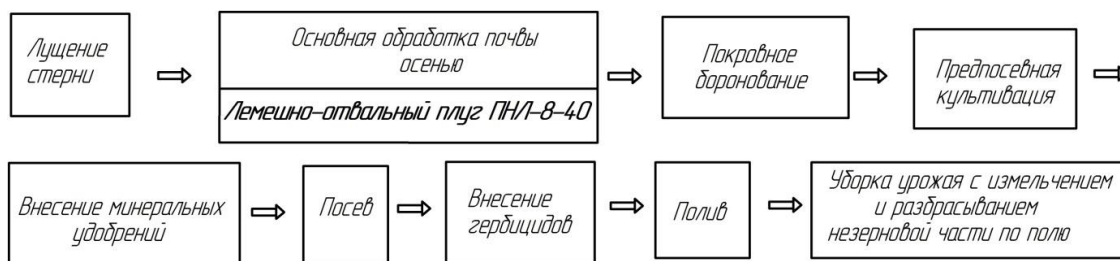 Лущение
стерни
Основная обработка почвы
осенью
Лемешно-отвальный плуг ПНЛ-8-40
Покровное
боронование
Предпосевная
культивация
Внесение минеральных
удобрений
Посев
Внесение
гербицидов
Полив
Уборка урожая с измельчением
и разбрасыванием
незерновой части по полю